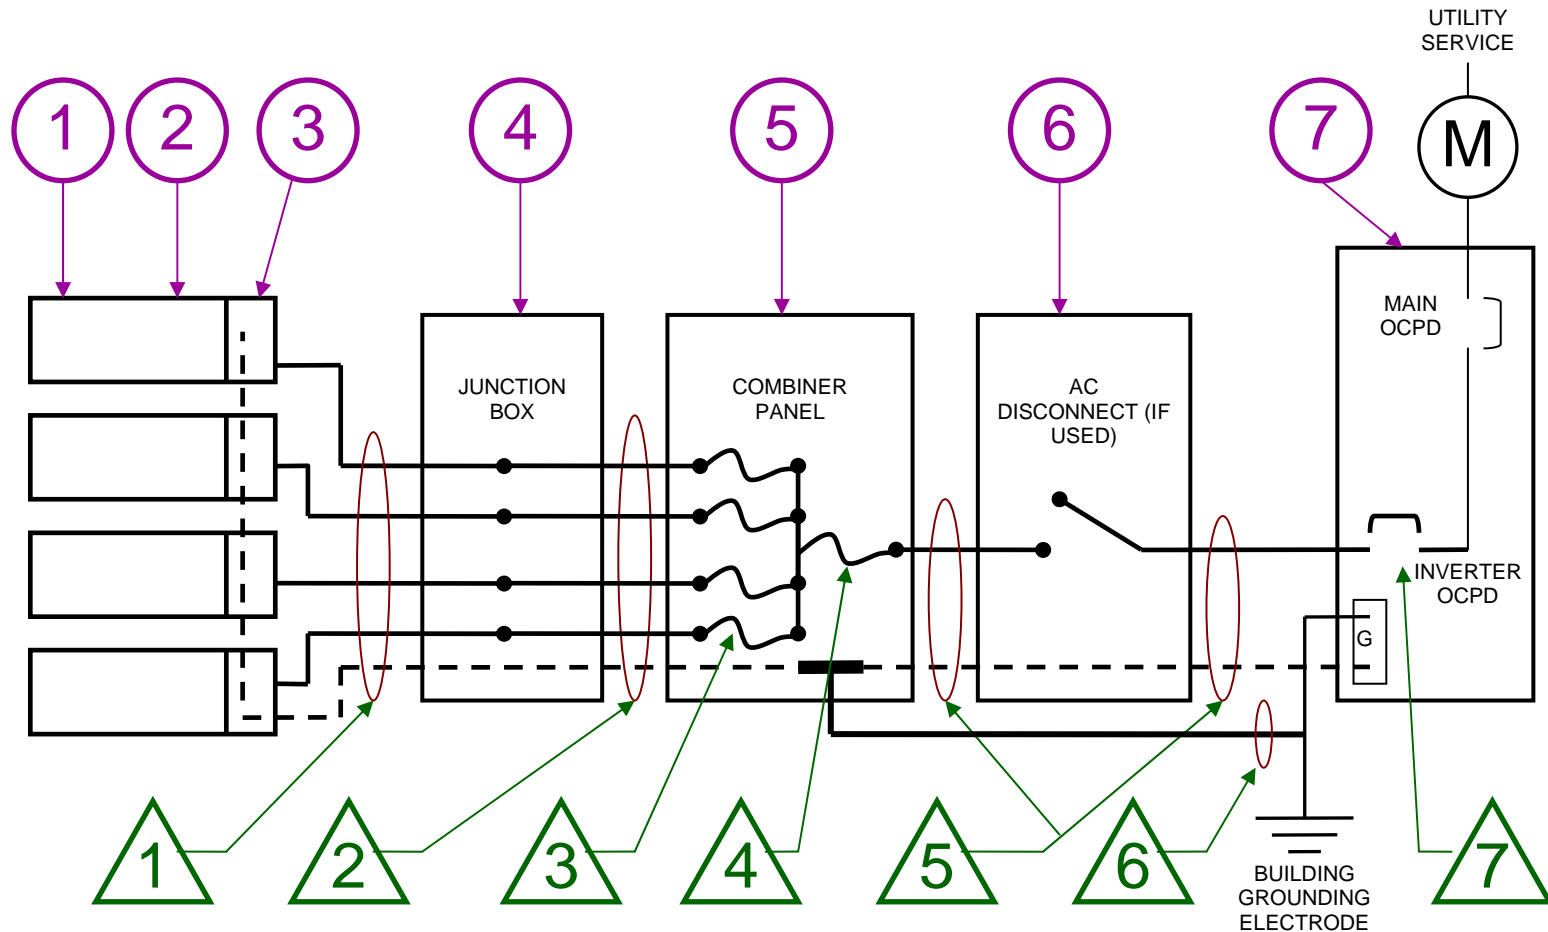 UTILITY
SERVICE
1
2
3
4
5
6
7
M
MAIN
OCPD
JUNCTION
BOX
COMBINER
PANEL
AC
DISCONNECT (IF
USED)
INVERTER
OCPD
G
1
2
3
4
5
6
7
BUILDING
GROUNDING
ELECTRODE